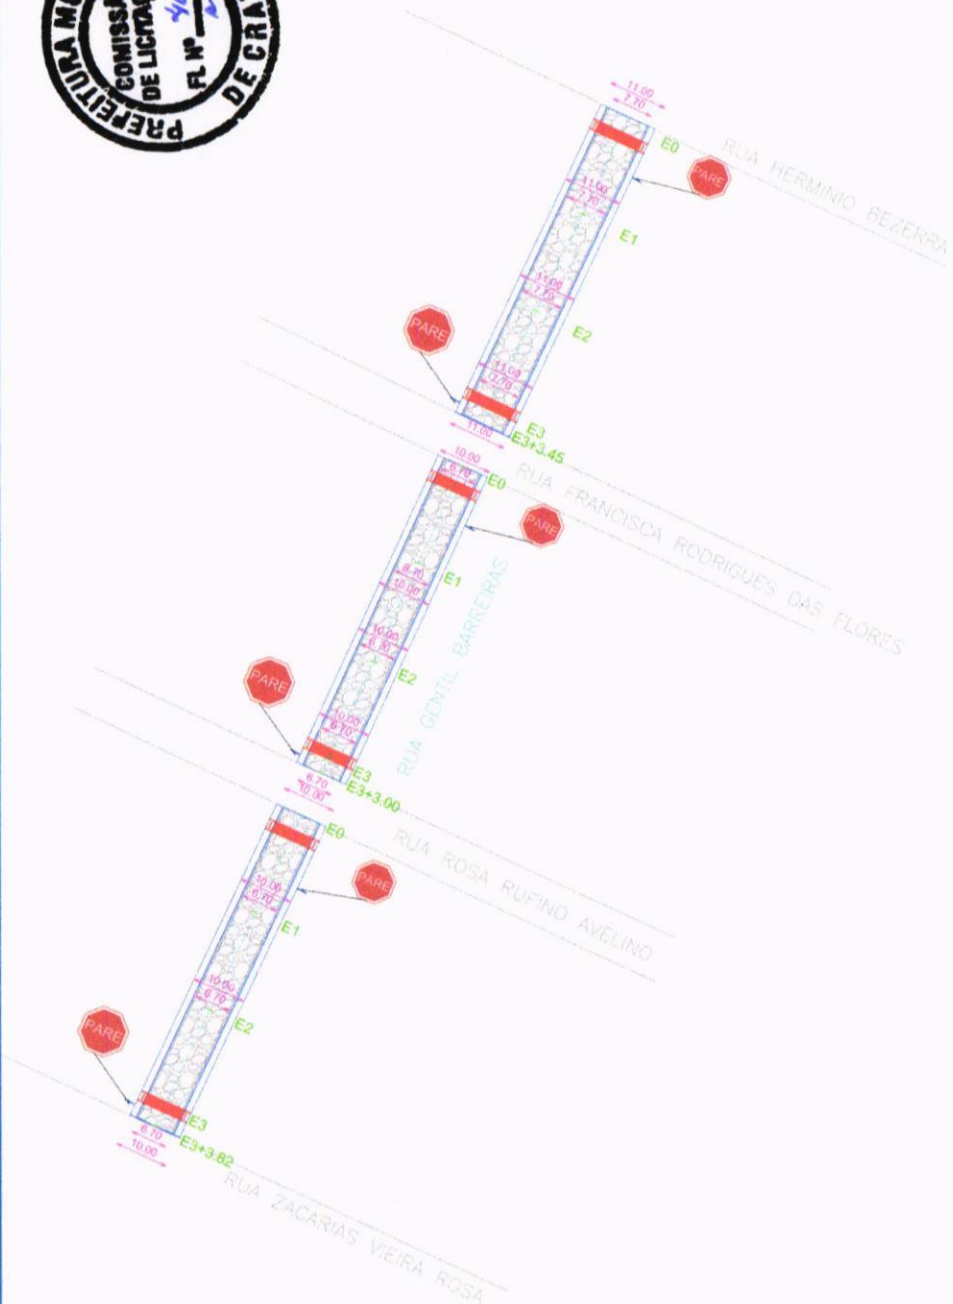 PREFEITURA MU
DE CRA
COMISSÃ
DE LICITAÇ
FL Nº
11.00
7.70
E0
RUA HERMINIO BEZERRA
PARE
11.00
7.70
E1
11.00
7.70
E2
PARE
11.00
7.70
E3
E3+3.45
11.00
10.00
6.70
E0
RUA FRANCISCA RODRIGUES DAS FLORES
PARE
6.70
10.00
E1
RUA GENTIL BARREIRAS
10.00
6.70
E2
PARE
10.00
6.70
E3
E3+3.00
6.70
10.00
E0
RUA ROSA RUFINO AVELINO
PARE
10.00
6.70
E1
10.00
6.70
E2
PARE
E3
E3+3.82
6.70
10.00
RUA ZACARIAS VIEIRA ROSA